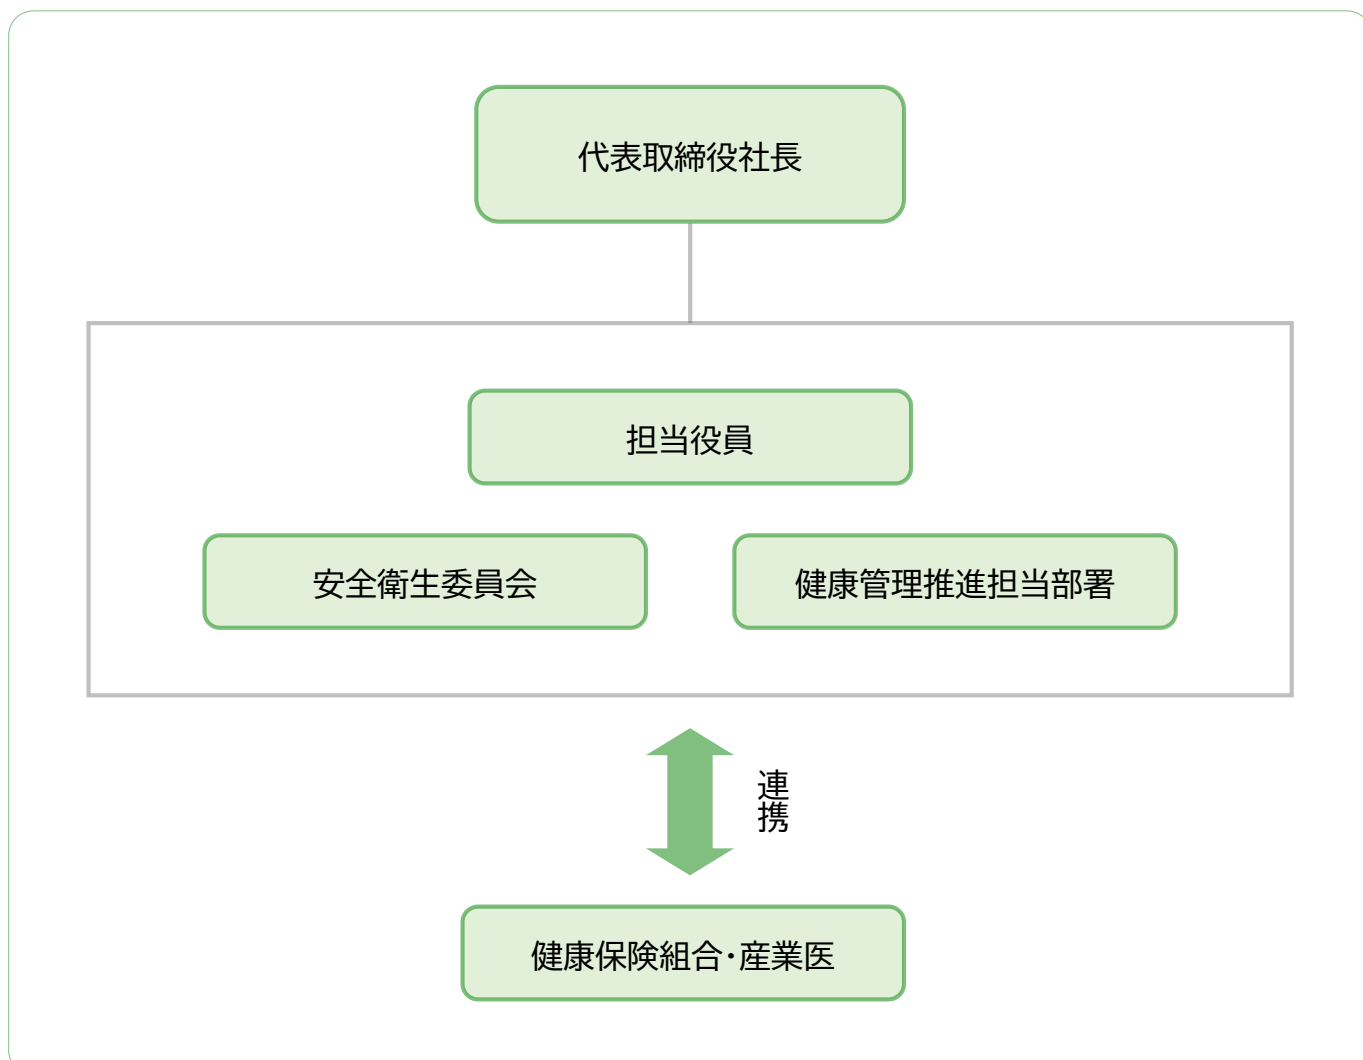 代表取締役社長
担当役員
安全衛生委員会
健康管理推進担当部署
連携
健康保険組合・産業医